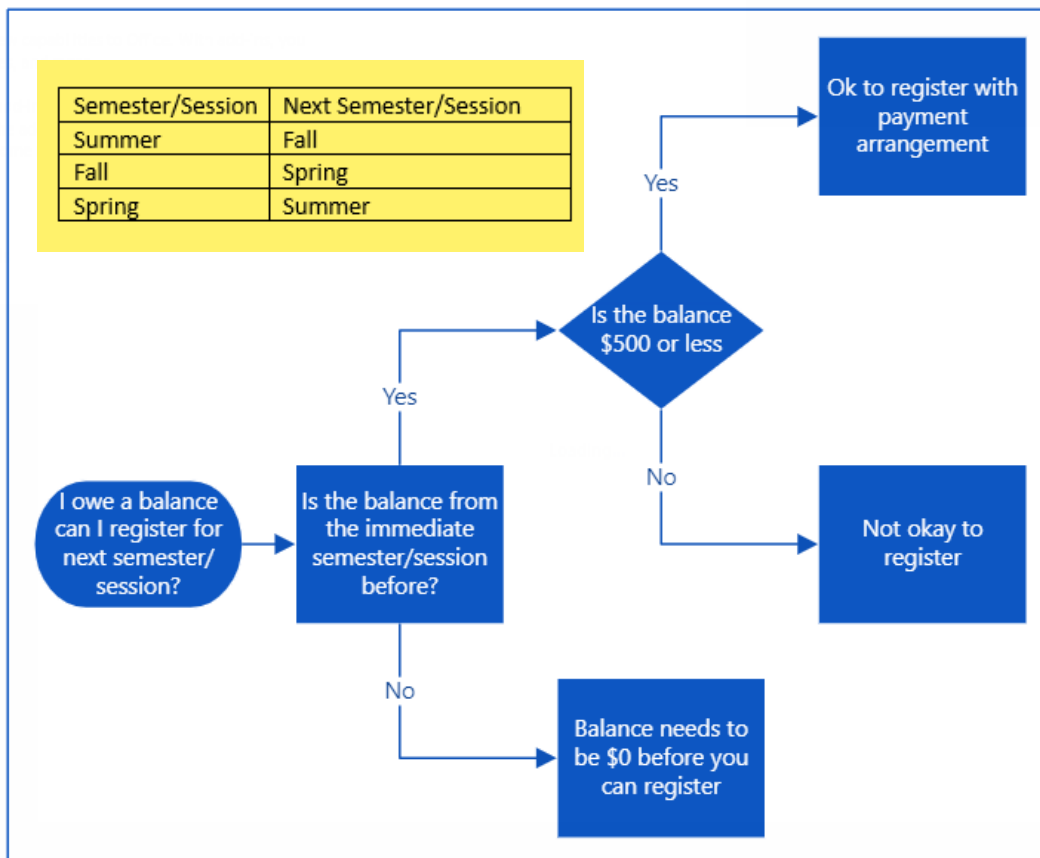 Semester/Session Next Semester/Session
Summer Fall
Fall Spring
Spring Summer
Ok to register with
payment
arrangement
Yes
Is the balance
$500 or less
Yes
No
I owe a balance
can I register for
next semester/
session?
Is the balance from
the immediate
semester/session
before?
Not okay to
register
No
Balance needs to
be $0 before you
can register